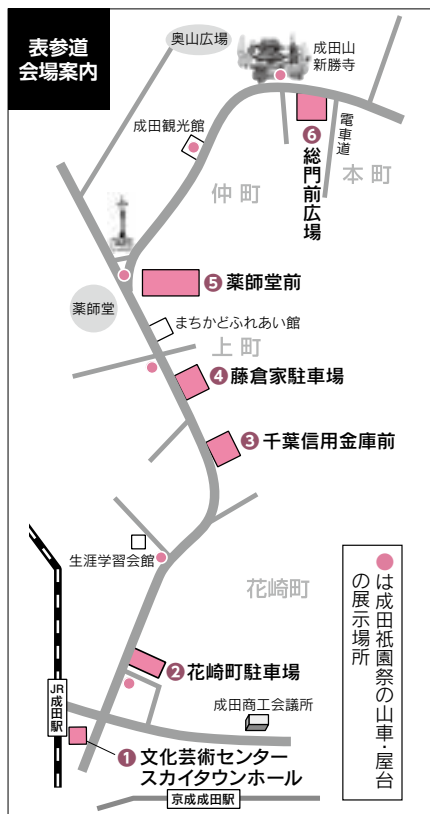 表参道
会場案内
奥山広場
成田山
新勝寺
成田観光館
電車道
❻総門前広場
本町
仲町
❺薬師堂前
薬師堂
まちかどふれあい館
上町
❹藤倉家駐車場
❸千葉信用金庫前
生涯学習会館
花崎町
❷花崎町駐車場
成田商工会議所
JR
成田駅
❶文化芸術センター
スカイタウンホール
京成成田駅
●は成田祇園祭の山車・屋台
の展示場所